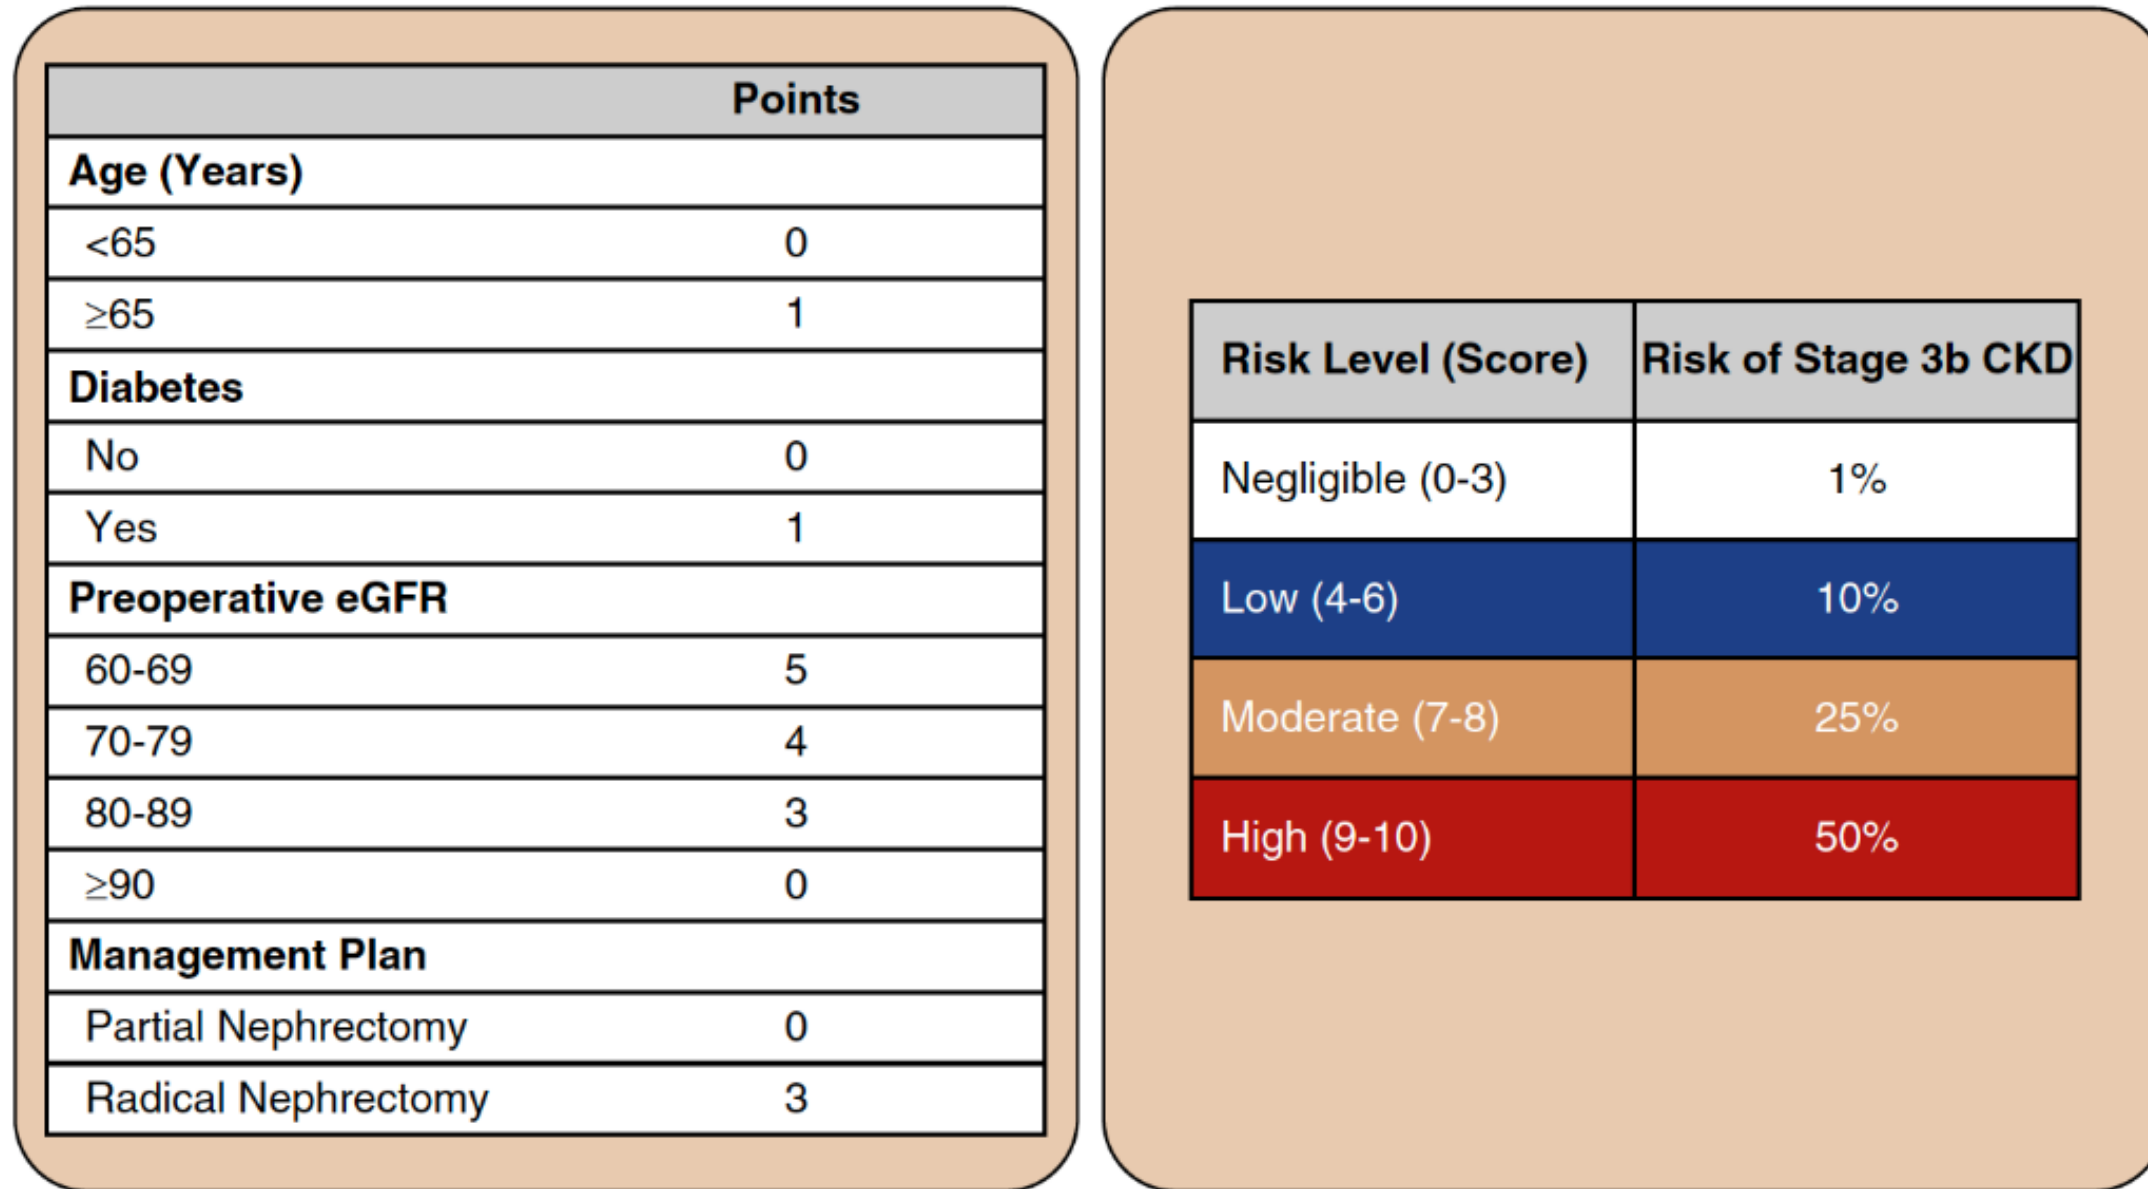 Points
Age (Years)
<65 0
≥65 1
Diabetes
No 0
Yes 1
Preoperative eGFR
60-69 5
70-79 4
80-89 3
≥90 0
Management Plan
Partial Nephrectomy 0
Radical Nephrectomy 3
Risk Level (Score) Risk of Stage 3b CKD
Negligible (0-3) 1%
Low (4-6) 10%
Moderate (7-8) 25%
High (9-10) 50%